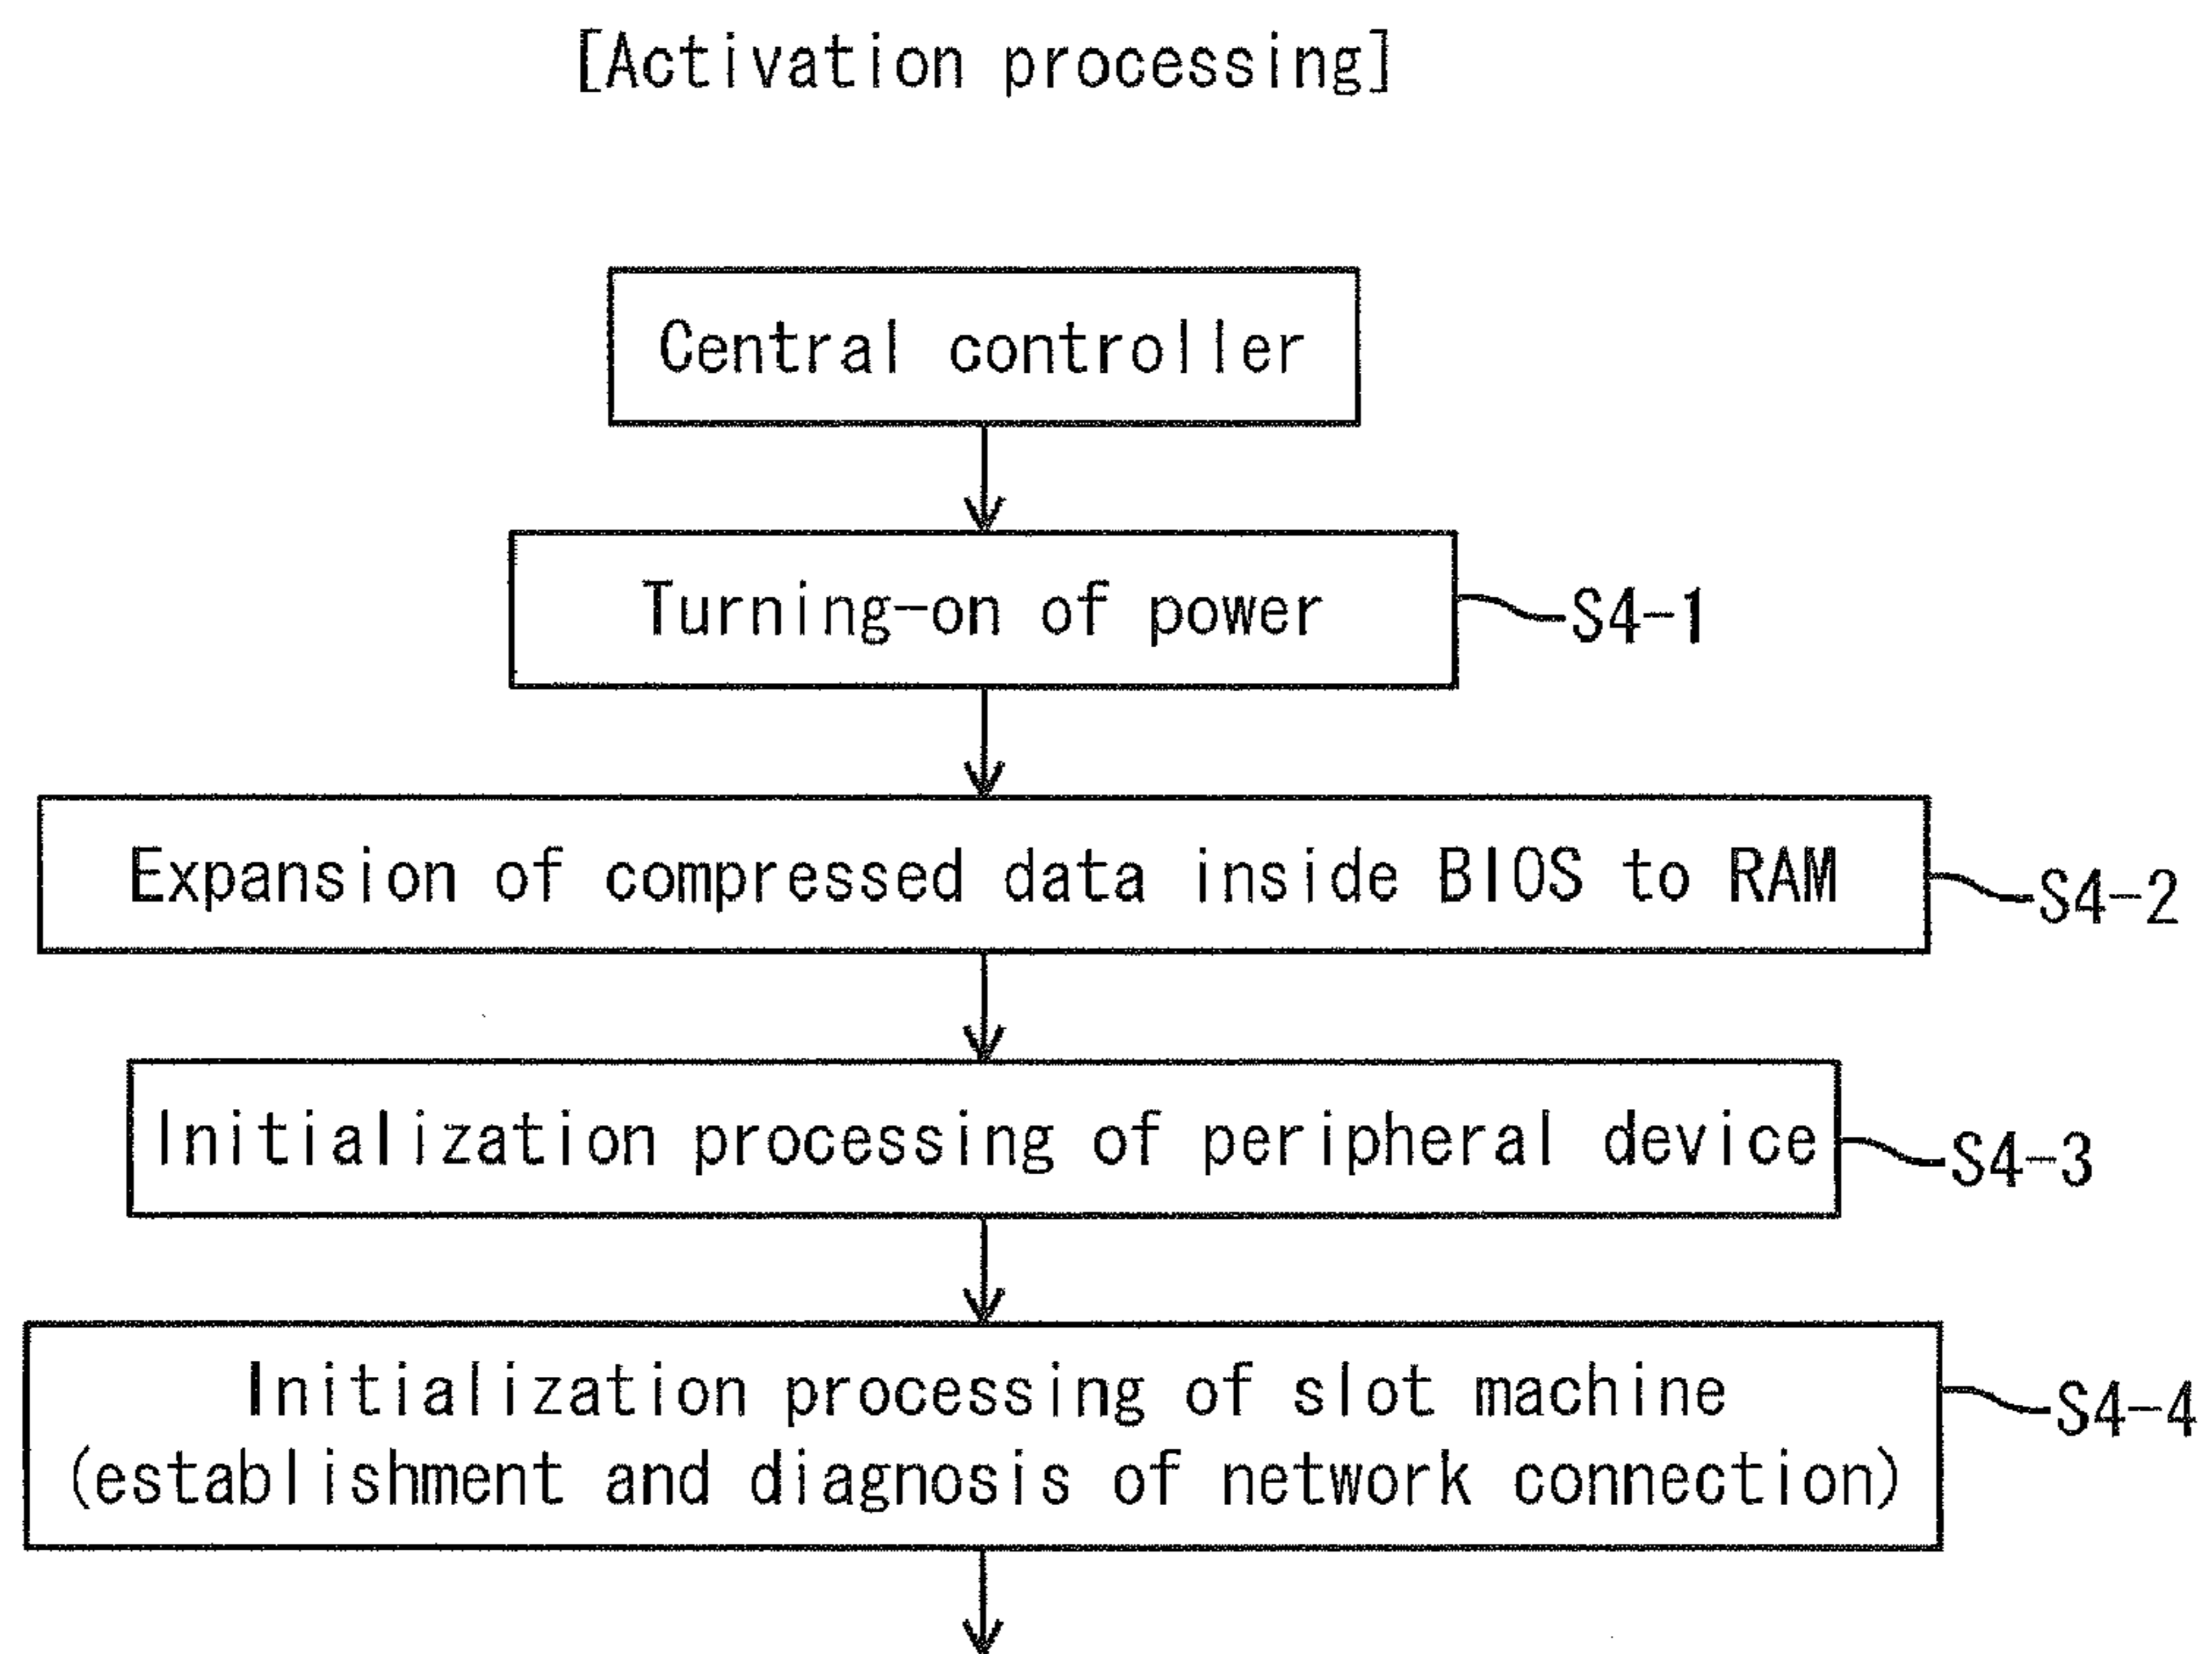 [Activation processing]
Central controller
Turning-on of power
S4-1
Expansion of compressed data inside BIOS to RAM
S4-2
Initialization processing of peripheral device
S4-3
Initialization processing of slot machine
(establishment and diagnosis of network connection)
S4-4